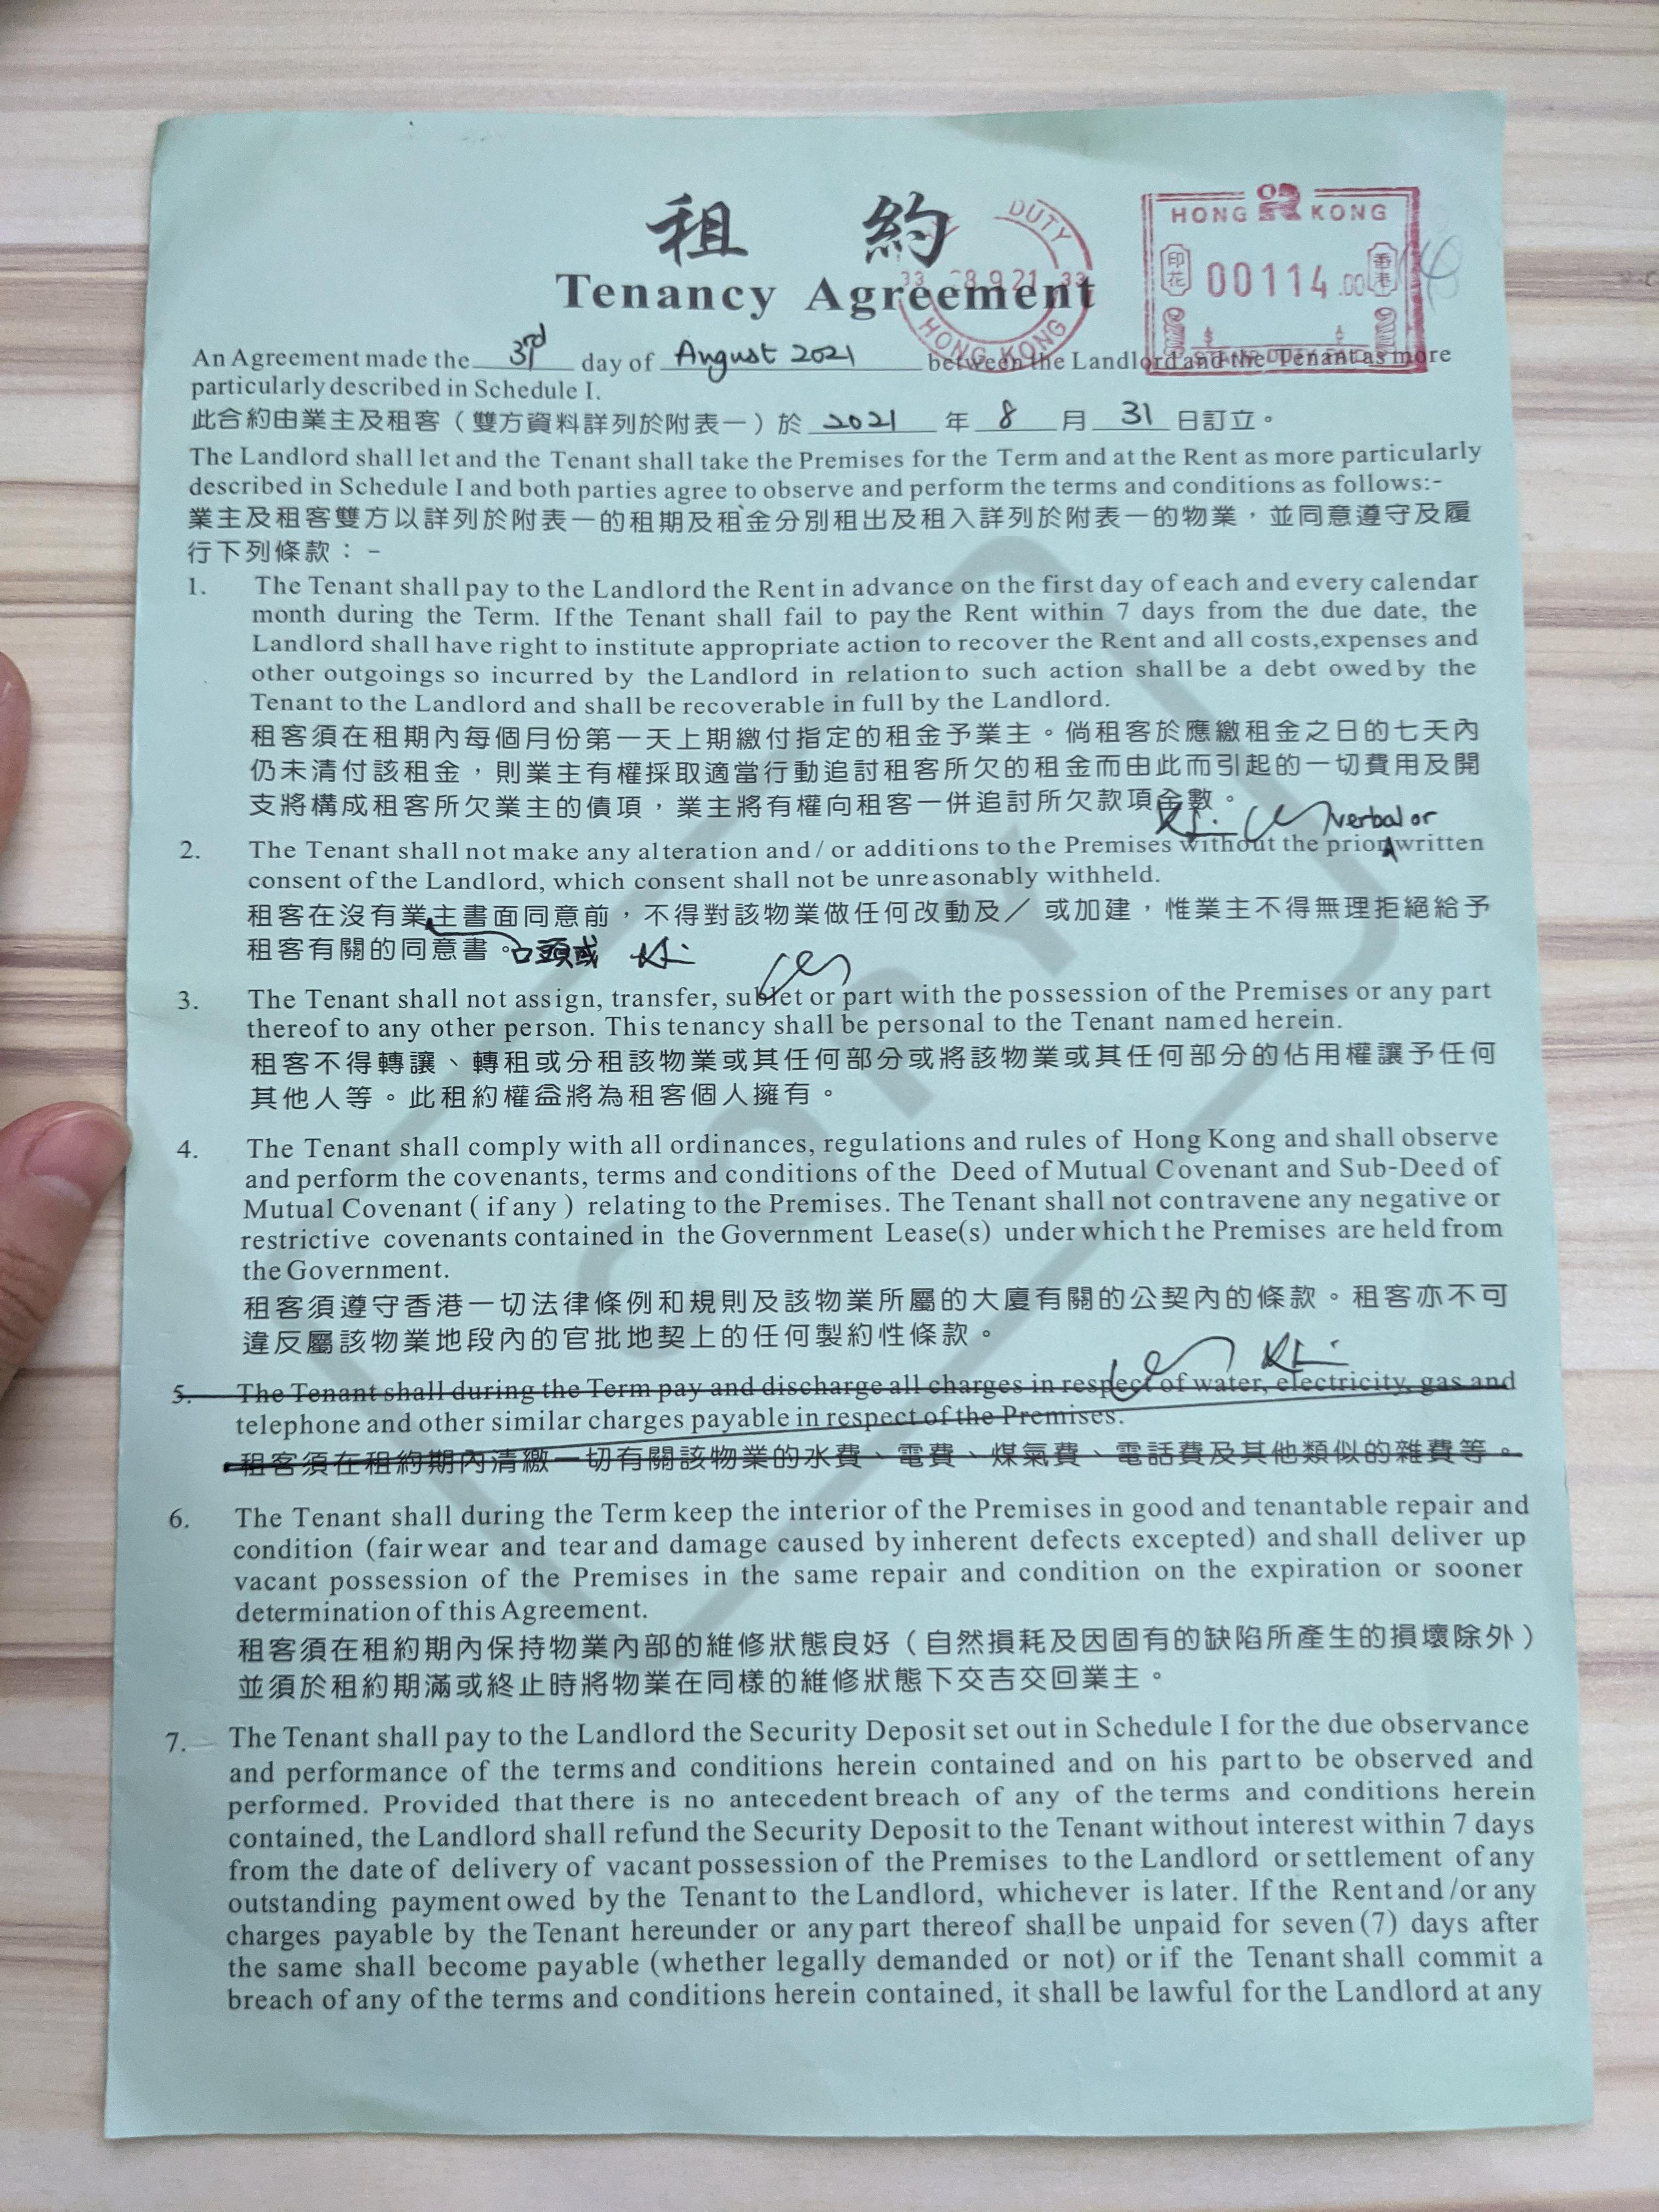 租 約
Tenancy Agreement
DUTY
33 28.9.21 33
HONG KONG
HONG KONG
印花
00114.00
香港
STAMP DUTY PAID
An Agreement made the 31rd day of August 2021 between the Landlord and the Tenant as more
particularly described in Schedule I.
此合約由業主及租客（雙方資料詳列於附表一）於 2021 年 8 月 31 日訂立。
The Landlord shall let and the Tenant shall take the Premises for the Term and at the Rent as more particularly
described in Schedule I and both parties agree to observe and perform the terms and conditions as follows:-
業主及租客雙方以詳列於附表一的租期及租金分別租出及租入詳列於附表一的物業，並同意遵守及履
行下列條款：-
1. The Tenant shall pay to the Landlord the Rent in advance on the first day of each and every calendar
month during the Term. If the Tenant shall fail to pay the Rent within 7 days from the due date, the
Landlord shall have right to institute appropriate action to recover the Rent and all costs,expenses and
other outgoings so incurred by the Landlord in relation to such action shall be a debt owed by the
Tenant to the Landlord and shall be recoverable in full by the Landlord.
租客須在租期內每個月份第一天上期繳付指定的租金予業主。倘租客於應繳租金之日的七天內
仍未清付該租金，則業主有權採取適當行動追討租客所欠的租金而由此而引起的一切費用及開
支將構成租客所欠業主的債項，業主將有權向租客一併追討所欠款項全數。
verbal or
2. The Tenant shall not make any alteration and / or additions to the Premises without the prior written
consent of the Landlord, which consent shall not be unreasonably withheld.
租客在沒有業主書面同意前，不得對該物業做任何改動及／ 或加建，惟業主不得無理拒絕給予
租客有關的同意書。口頭或
3. The Tenant shall not assign, transfer, sublet or part with the possession of the Premises or any part
thereof to any other person. This tenancy shall be personal to the Tenant named herein.
租客不得轉讓、轉租或分租該物業或其任何部分或將該物業或其任何部分的佔用權讓予任何
其他人等。此租約權益將為租客個人擁有。
4. The Tenant shall comply with all ordinances, regulations and rules of Hong Kong and shall observe
and perform the covenants, terms and conditions of the Deed of Mutual Covenant and Sub-Deed of
Mutual Covenant ( if any ) relating to the Premises. The Tenant shall not contravene any negative or
restrictive covenants contained in the Government Lease(s) under which the Premises are held from
the Government.
租客須遵守香港一切法律條例和規則及該物業所屬的大廈有關的公契內的條款。租客亦不可
違反屬該物業地段內的官批地契上的任何製約性條款。
5. The Tenant shall during the Term pay and discharge all charges in respect of water, electricity, gas and
telephone and other similar charges payable in respect of the Premises.
租客須在租約期內清繳一切有關該物業的水費、電費、煤氣費、電話費及其他類似的雜費等。
6. The Tenant shall during the Term keep the interior of the Premises in good and tenantable repair and
condition (fair wear and tear and damage caused by inherent defects excepted) and shall deliver up
vacant possession of the Premises in the same repair and condition on the expiration or sooner
determination of this Agreement.
租客須在租約期內保持物業內部的維修狀態良好（自然損耗及因固有的缺陷所產生的損壞除外）
並須於租約期滿或終止時將物業在同樣的維修狀態下交吉交回業主。
7. The Tenant shall pay to the Landlord the Security Deposit set out in Schedule I for the due observance
and performance of the terms and conditions herein contained and on his part to be observed and
performed. Provided that there is no antecedent breach of any of the terms and conditions herein
contained, the Landlord shall refund the Security Deposit to the Tenant without interest within 7 days
from the date of delivery of vacant possession of the Premises to the Landlord or settlement of any
outstanding payment owed by the Tenant to the Landlord, whichever is later. If the Rent and /or any
charges payable by the Tenant hereunder or any part thereof shall be unpaid for seven (7) days after
the same shall become payable (whether legally demanded or not) or if the Tenant shall commit a
breach of any of the terms and conditions herein contained, it shall be lawful for the Landlord at any
COPY